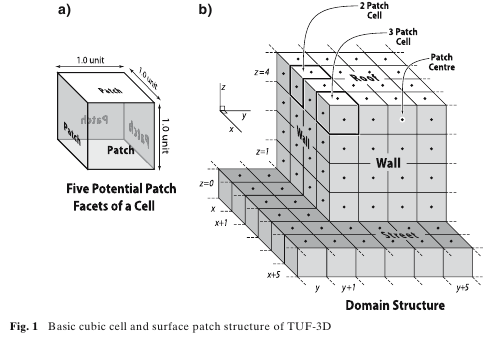 a)
1.0 unit
1.0 unit
1.0 unit
Patch
Patch
Patch
Patch
Patch
Five Potential Patch
Facets of a Cell
b)
2 Patch
Cell
3 Patch
Cell
Patch
Centre
z
y
x
z=4
z=1
z=0
Roof
Wall
Wall
Street
x
x+1
x+5
y
y+1
y+5
Domain Structure
Fig. 1 Basic cubic cell and surface patch structure of TUF-3D